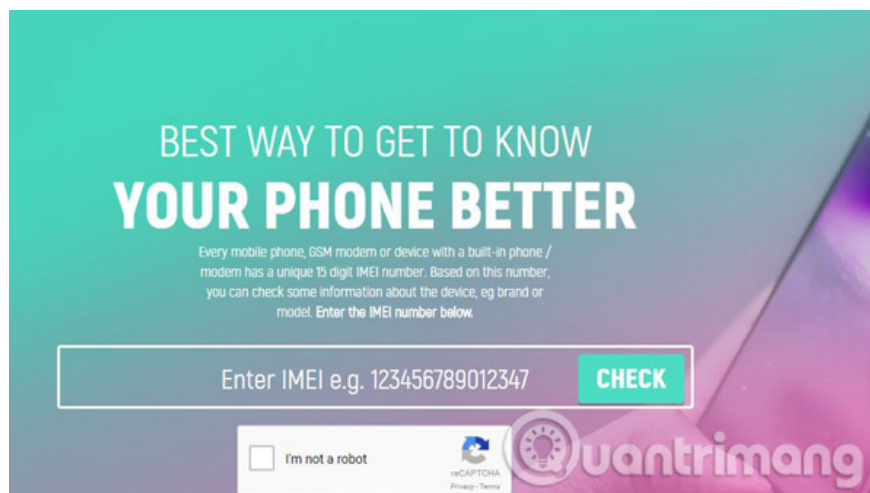 BEST WAY TO GET TO KNOW
YOUR PHONE BETTER
Every mobile phone, GSM modem or device with a built-in phone /
modem has a unique 15 digit IMEI number. Based on this number,
you can check some information about the device, eg brand or
model. Enter the IMEI number below.
Enter IMEI e.g. 123456789012347
CHECK
I'm not a robot
reCAPTCHA
Privacy - Terms
Quantrimang